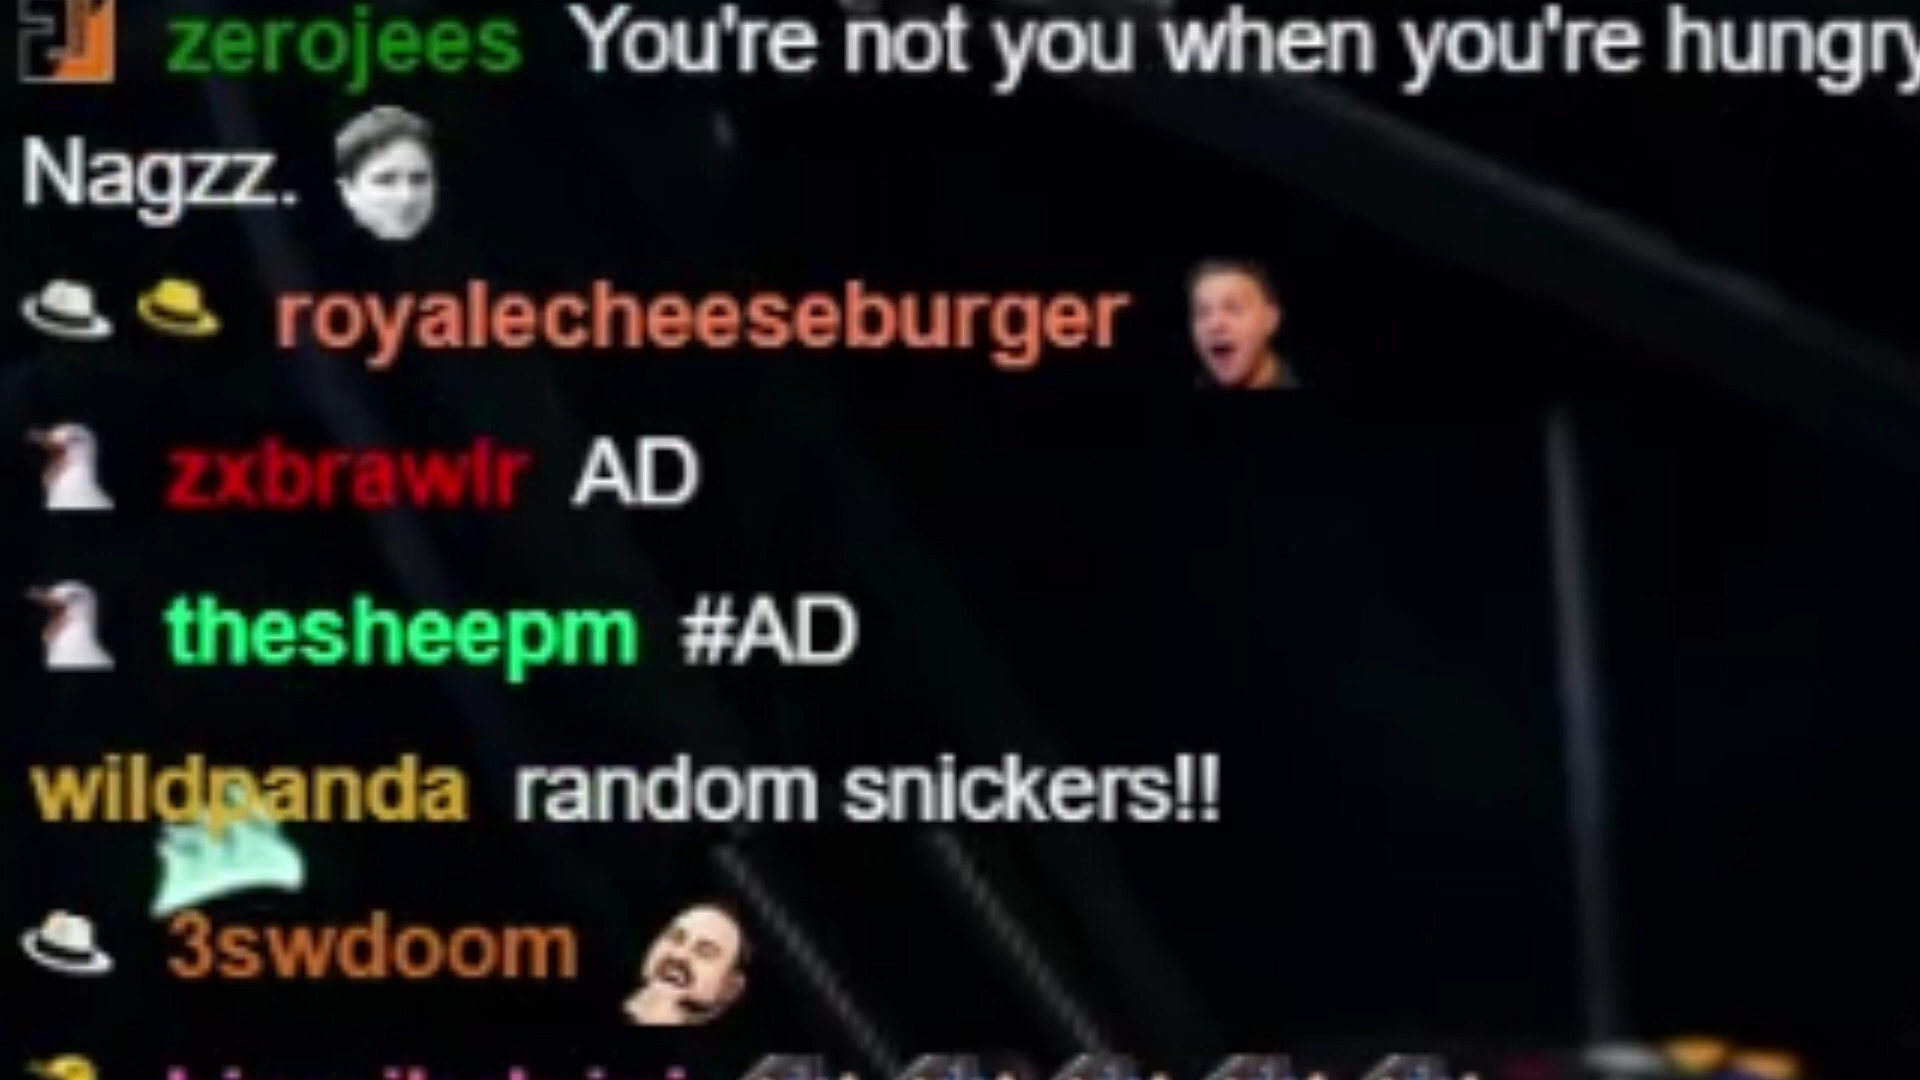 zerojees You're not you when you're hungry
Nagzz.
royalecheeseburger
zxbrawlr AD
thesheepm #AD
wildpanda random snickers!!
3swdoom